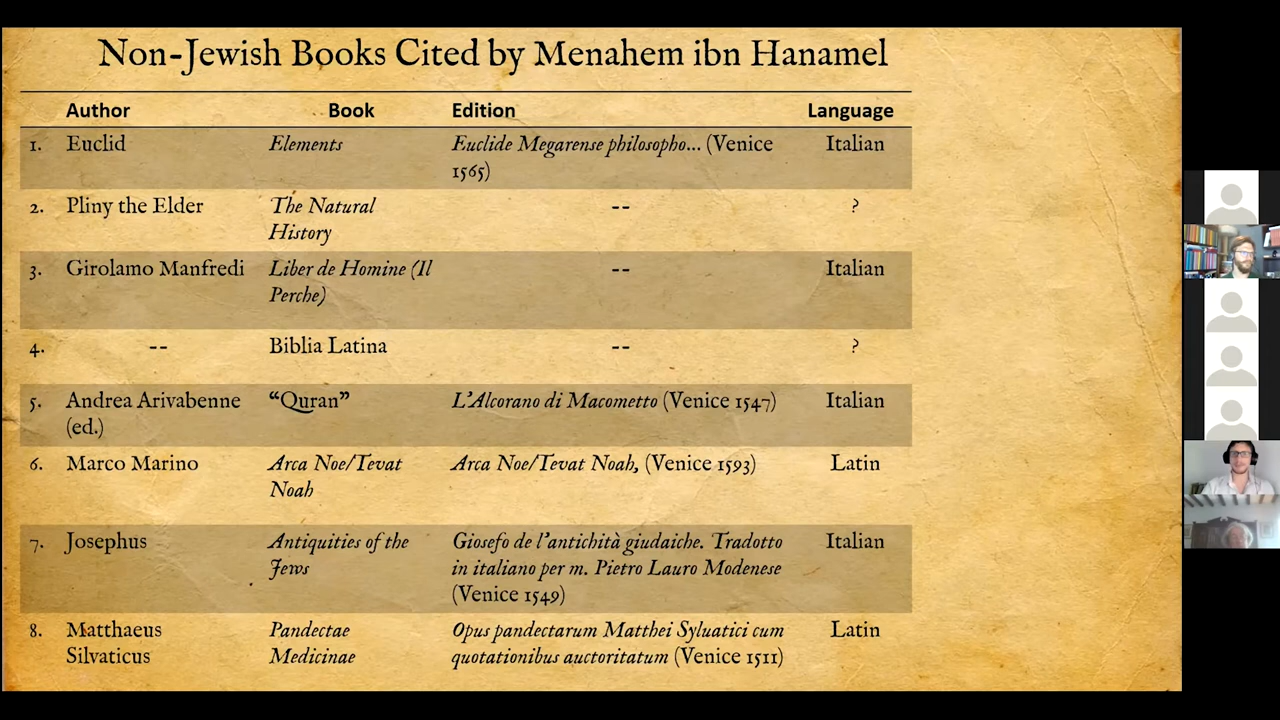 Non-Jewish Books Cited by Menahem ibn Hanamel
Author Book Edition Language
1. Euclid Elements Euclide Megarense philosopho... (Venice 1565) Italian
2. Pliny the Elder The Natural History -- ?
3. Girolamo Manfredi Liber de Homine (Il Perche) -- Italian
4. -- Biblia Latina -- ?
5. Andrea Arivabenne (ed.) “Quran” L’Alcorano di Macometto (Venice 1547) Italian
6. Marco Marino Arca Noe/Tevat Noah Arca Noe/Tevat Noah, (Venice 1593) Latin
7. Josephus Antiquities of the Jews Giosefo de l’antichità giudaiche. Tradotto in italiano per m. Pietro Lauro Modenese (Venice 1549) Italian
8. Matthaeus Silvaticus Pandectae Medicinae Opus pandectarum Matthei Syluatici cum quotationibus auctoritatum (Venice 1511) Latin